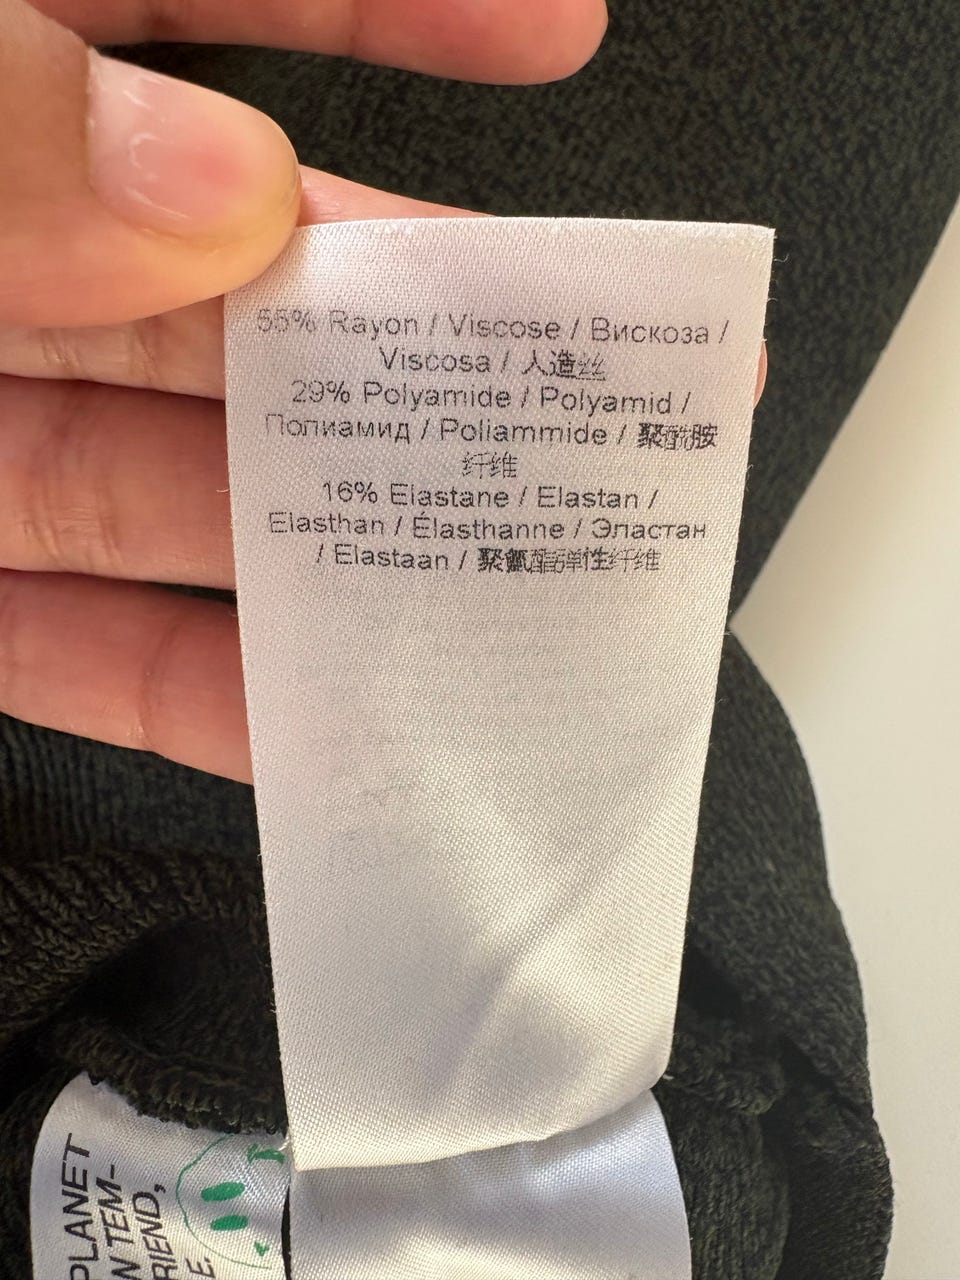 55% Rayon / Viscose / Вискоза /
Viscosa / 人造丝
29% Polyamide / Polyamid /
Полиамид / Poliammide / 聚酰胺
纤维
16% Elastane / Elastan /
Elasthan / Élasthanne / Эластан
/ Elastaan / 聚氨酯弹性纤维
PLANET
N TEM-
RIEND,
E.